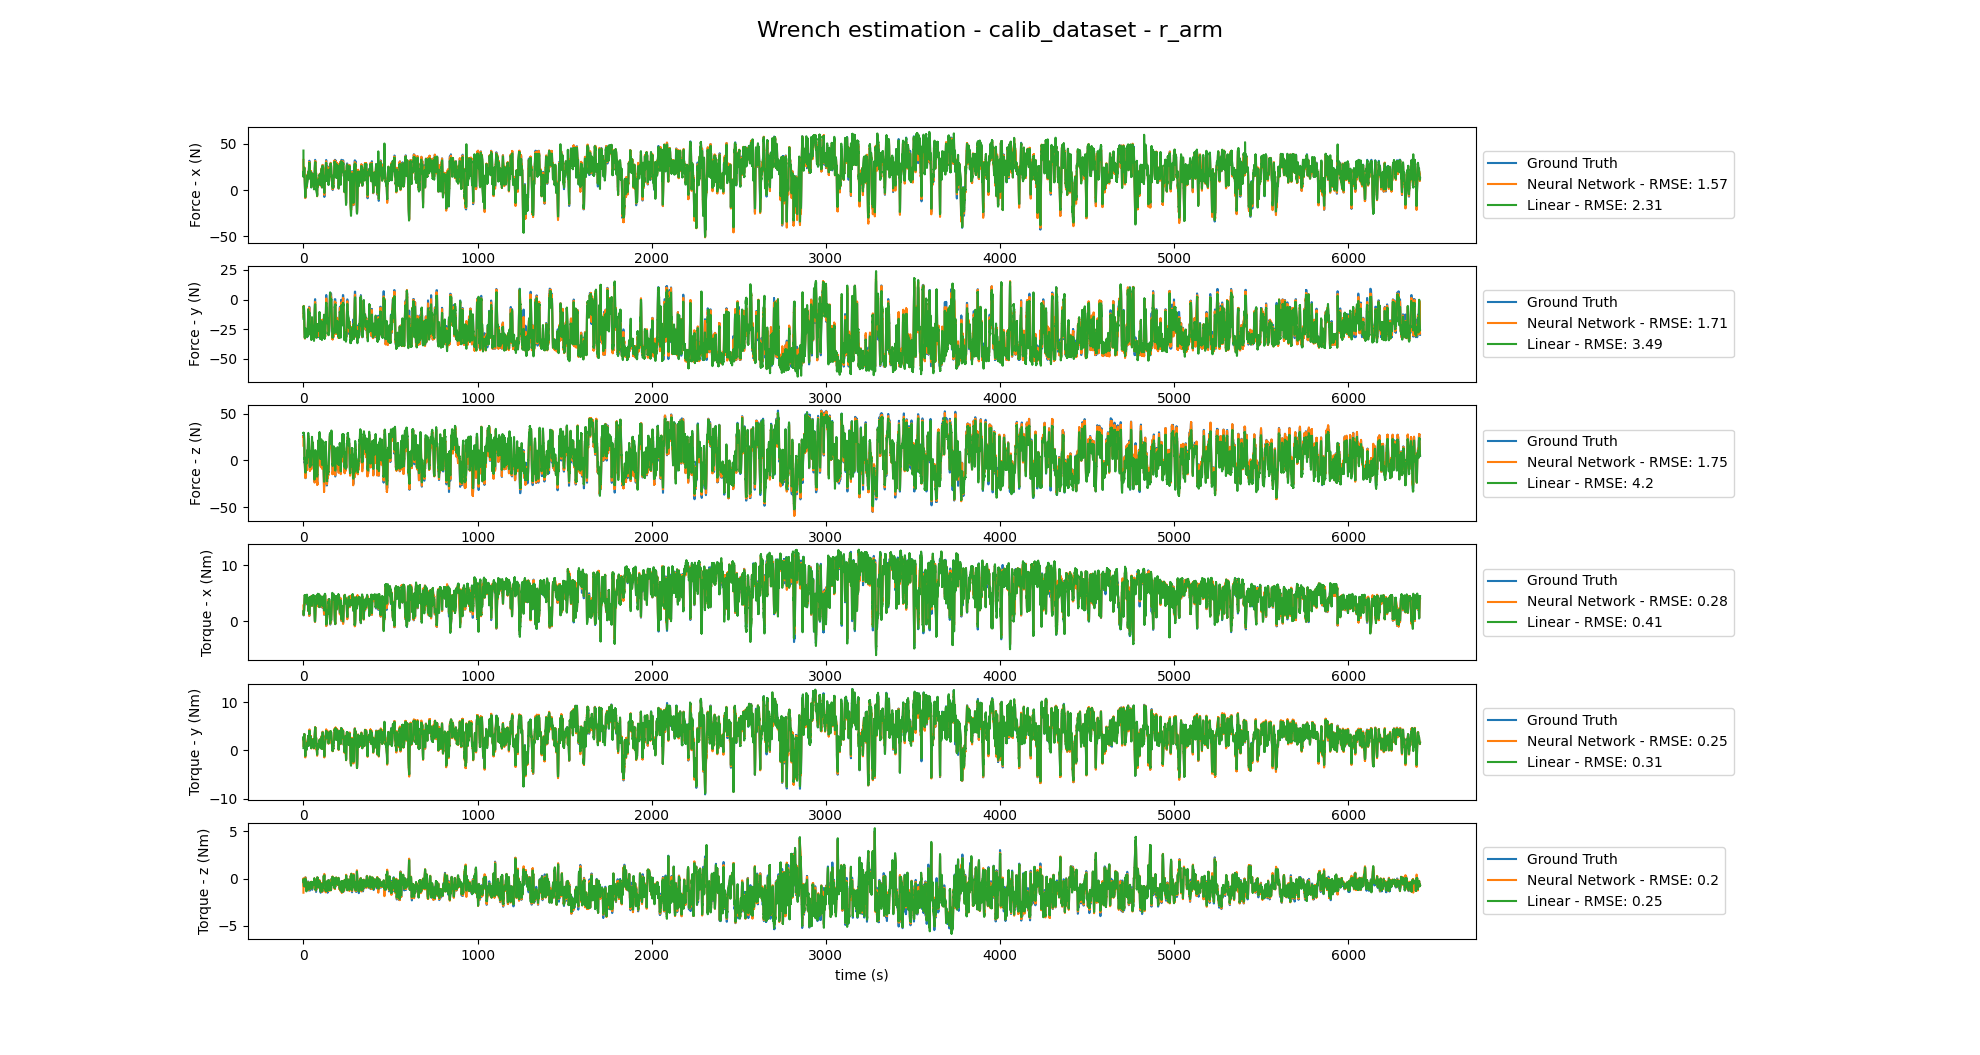 Wrench estimation - calib_dataset - r_arm
Force - x (N)
50
0
−50
0 1000 2000 3000 4000 5000 6000
Ground Truth
Neural Network - RMSE: 1.57
Linear - RMSE: 2.31
Force - y (N)
25
0
−25
−50
0 1000 2000 3000 4000 5000 6000
Ground Truth
Neural Network - RMSE: 1.71
Linear - RMSE: 3.49
Force - z (N)
50
0
−50
0 1000 2000 3000 4000 5000 6000
Ground Truth
Neural Network - RMSE: 1.75
Linear - RMSE: 4.2
Torque - x (Nm)
10
0
0 1000 2000 3000 4000 5000 6000
Ground Truth
Neural Network - RMSE: 0.28
Linear - RMSE: 0.41
Torque - y (Nm)
10
0
−10
0 1000 2000 3000 4000 5000 6000
Ground Truth
Neural Network - RMSE: 0.25
Linear - RMSE: 0.31
Torque - z (Nm)
5
0
−5
0 1000 2000 3000 4000 5000 6000
time (s)
Ground Truth
Neural Network - RMSE: 0.2
Linear - RMSE: 0.25